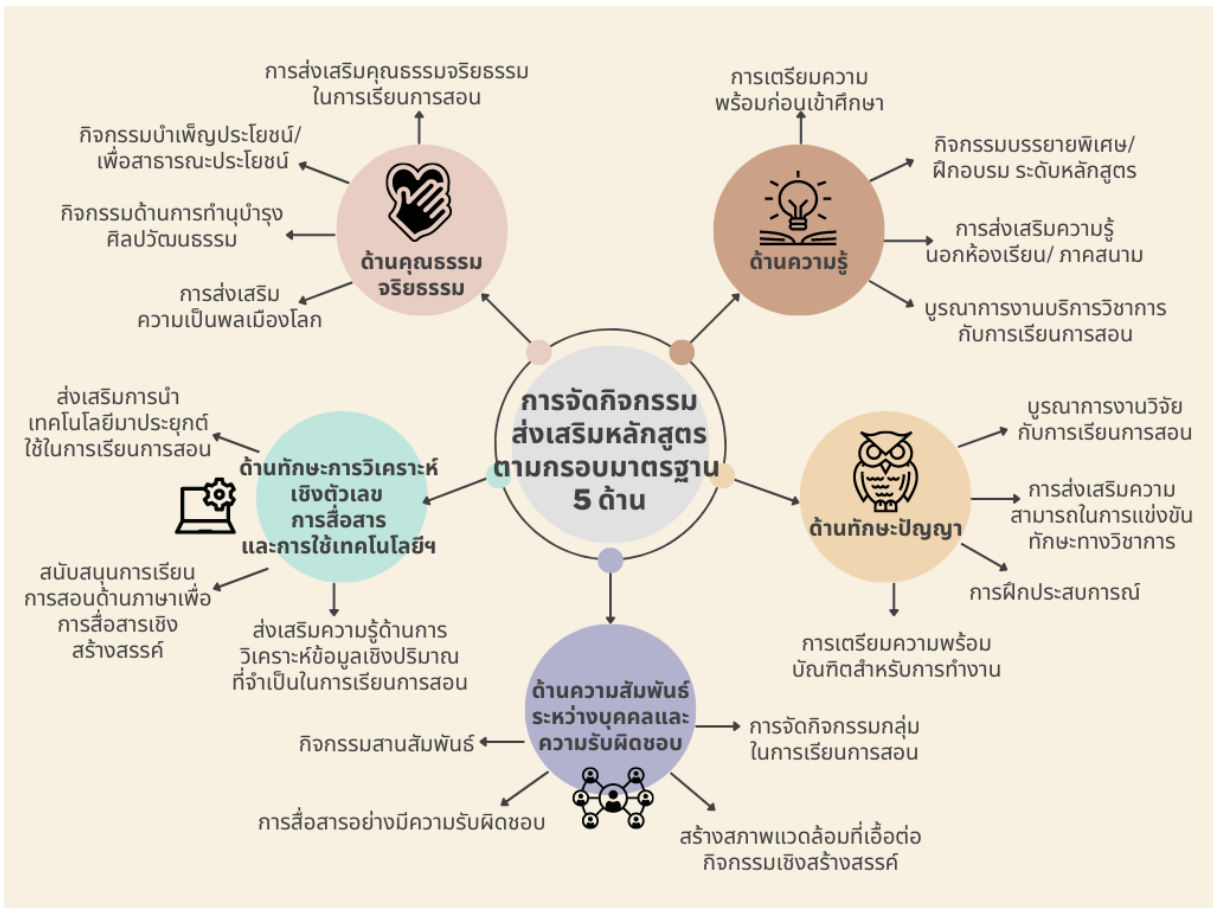 การส่งเสริมคุณธรรมจริยธรรม
ในการเรียนการสอน
กิจกรรมบำเพ็ญประโยชน์/
เพื่อสาธารณะประโยชน์
กิจกรรมด้านการทำนุบำรุง
ศิลปวัฒนธรรม
การส่งเสริม
ความเป็นพลเมืองโลก
ด้านคุณธรรม
จริยธรรม
การเตรียมความ
พร้อมก่อนเข้าศึกษา
กิจกรรมบรรยายพิเศษ/
ฝึกอบรม ระดับหลักสูตร
การส่งเสริมความรู้
นอกห้องเรียน/ ภาคสนาม
บูรณาการงานบริการวิชาการ
กับการเรียนการสอน
ด้านความรู้
การจัดกิจกรรม
ส่งเสริมหลักสูตร
ตามกรอบมาตรฐาน
5 ด้าน
ส่งเสริมการนำ
เทคโนโลยีมาประยุกต์
ใช้ในการเรียนการสอน
ด้านทักษะการวิเคราะห์
เชิงตัวเลข
การสื่อสาร
และการใช้เทคโนโลยีฯ
สนับสนุนการเรียน
การสอนด้านภาษาเพื่อ
การสื่อสารเชิง
สร้างสรรค์
ส่งเสริมความรู้ด้านการ
วิเคราะห์ข้อมูลเชิงปริมาณ
ที่จำเป็นในการเรียนการสอน
บูรณาการงานวิจัย
กับการเรียนการสอน
การส่งเสริมความ
สามารถในการแข่งขัน
ทักษะทางวิชาการ
ด้านทักษะปัญญา
การฝึกประสบการณ์
การเตรียมความพร้อม
บัณฑิตสำหรับการทำงาน
ด้านความสัมพันธ์
ระหว่างบุคคลและ
ความรับผิดชอบ
กิจกรรมสานสัมพันธ์
การสื่อสารอย่างมีความรับผิดชอบ
การจัดกิจกรรมกลุ่ม
ในการเรียนการสอน
สร้างสภาพแวดล้อมที่เอื้อต่อ
กิจกรรมเชิงสร้างสรรค์